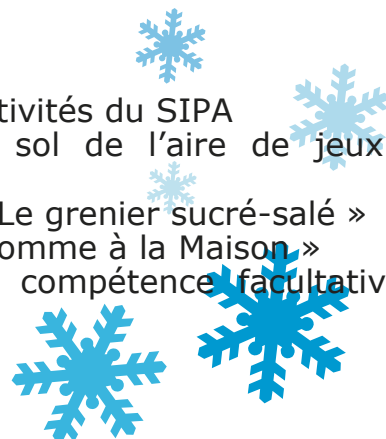 tivités du SIPA
sol de l’aire de jeux
Le grenier sucré-salé »
omme à la Maison »
compétence facultativ